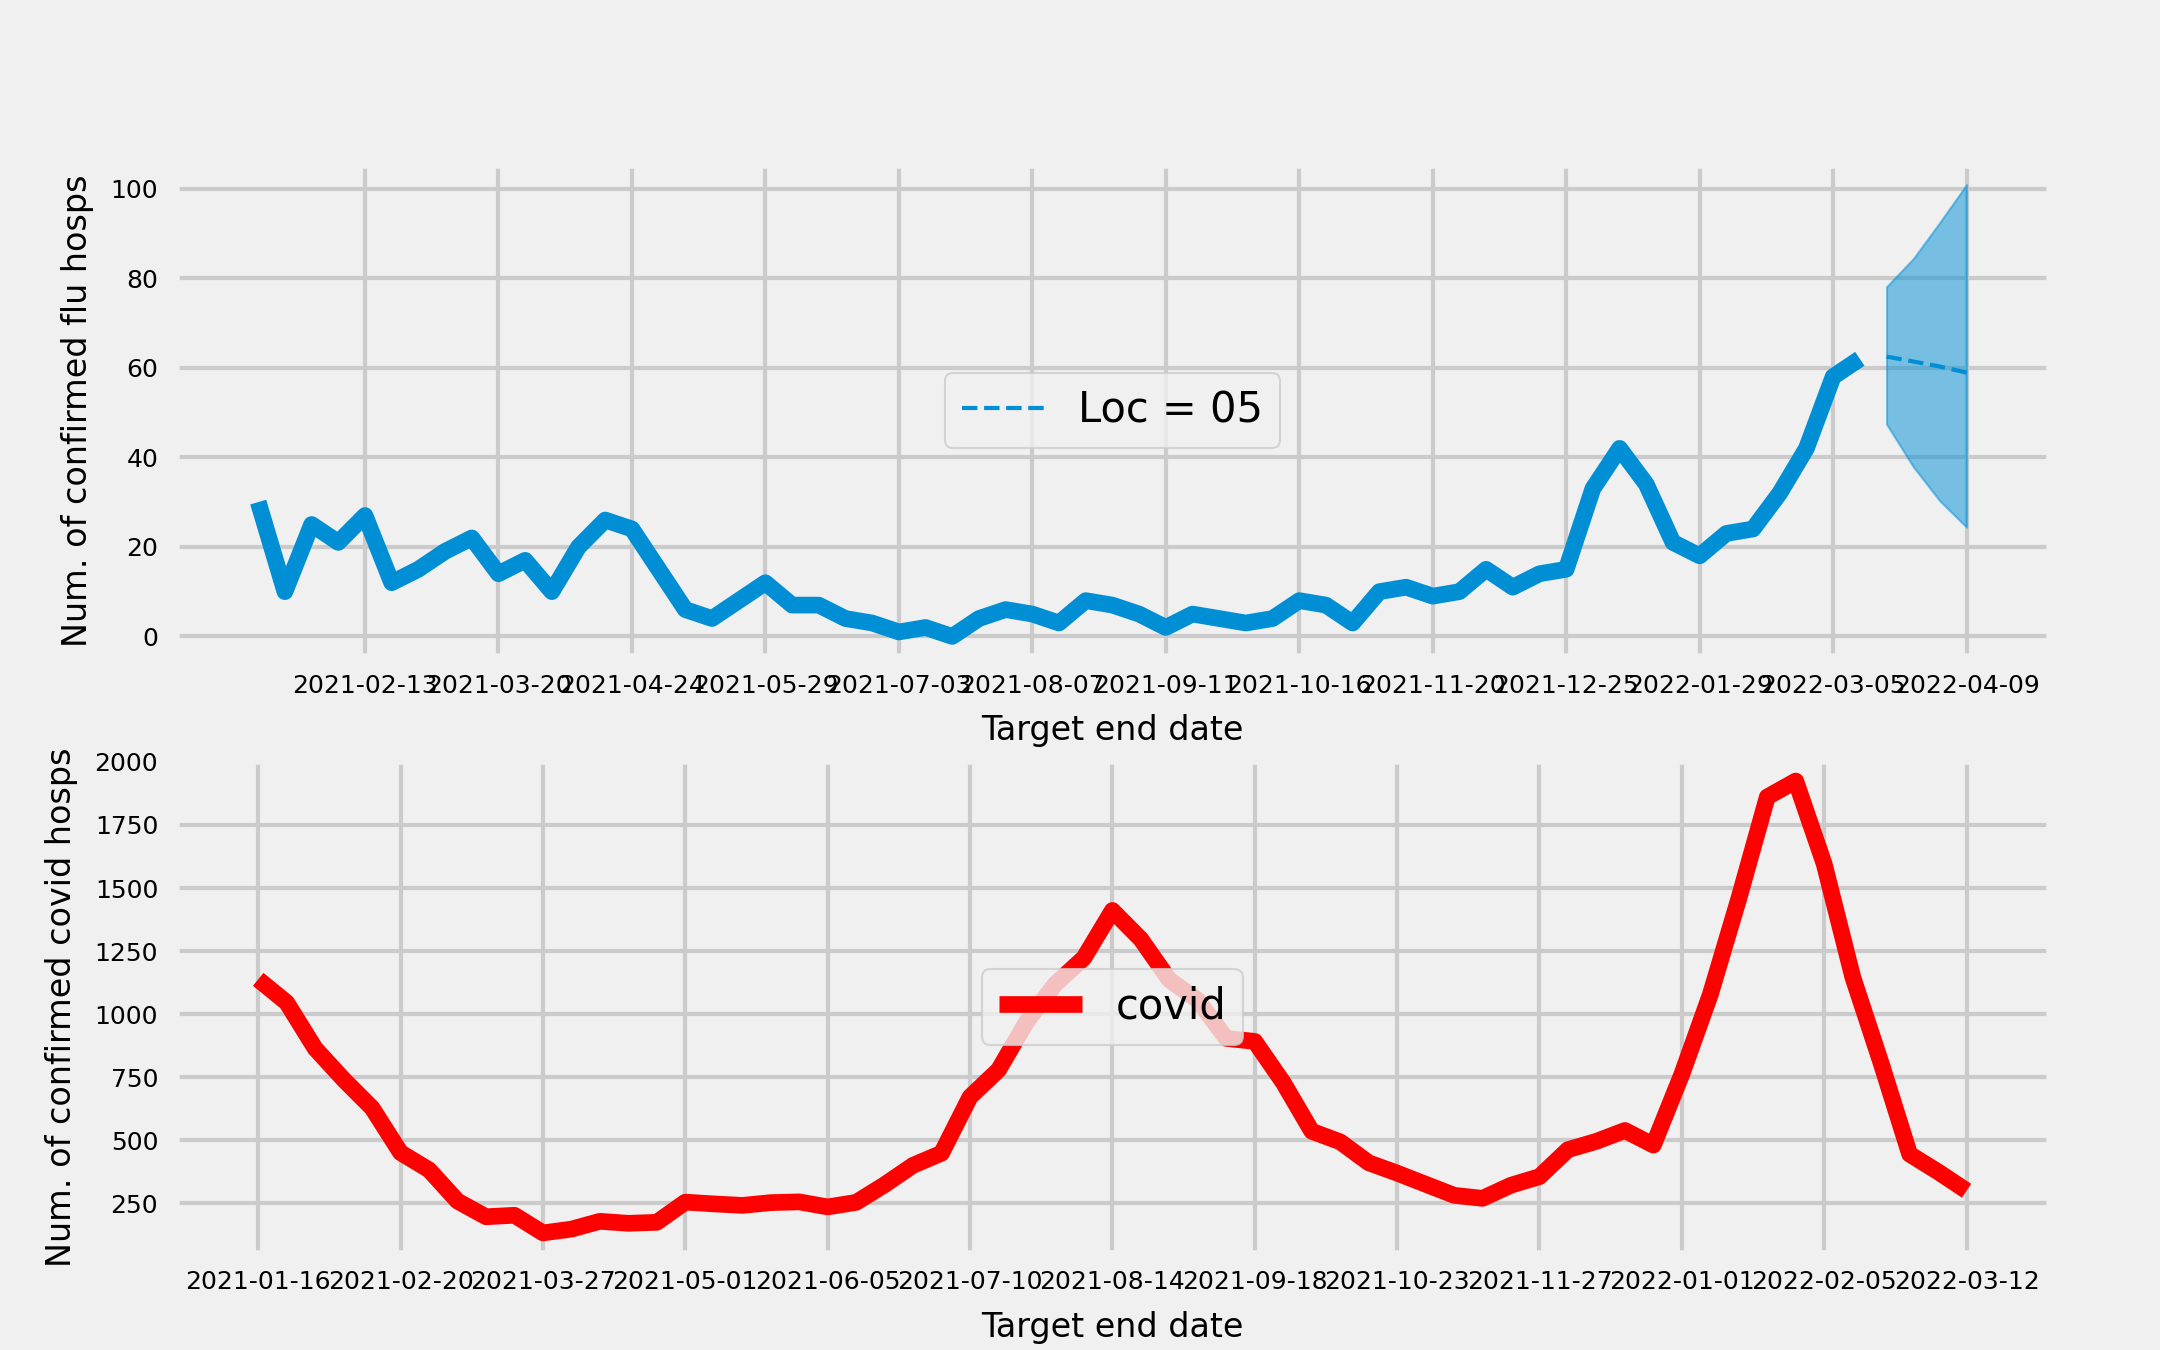 Num. of confirmed flu hosps
100
80
60
40
20
0
Loc = 05
2021-02-13 2021-03-20 2021-04-24 2021-05-29 2021-07-03 2021-08-07 2021-09-11 2021-10-16 2021-11-20 2021-12-25 2022-01-29 2022-03-05 2022-04-09
Target end date
Num. of confirmed covid hosps
2000
1750
1500
1250
1000
750
500
250
covid
2021-01-16 2021-02-20 2021-03-27 2021-05-01 2021-06-05 2021-07-10 2021-08-14 2021-09-18 2021-10-23 2021-11-27 2022-01-01 2022-02-05 2022-03-12
Target end date